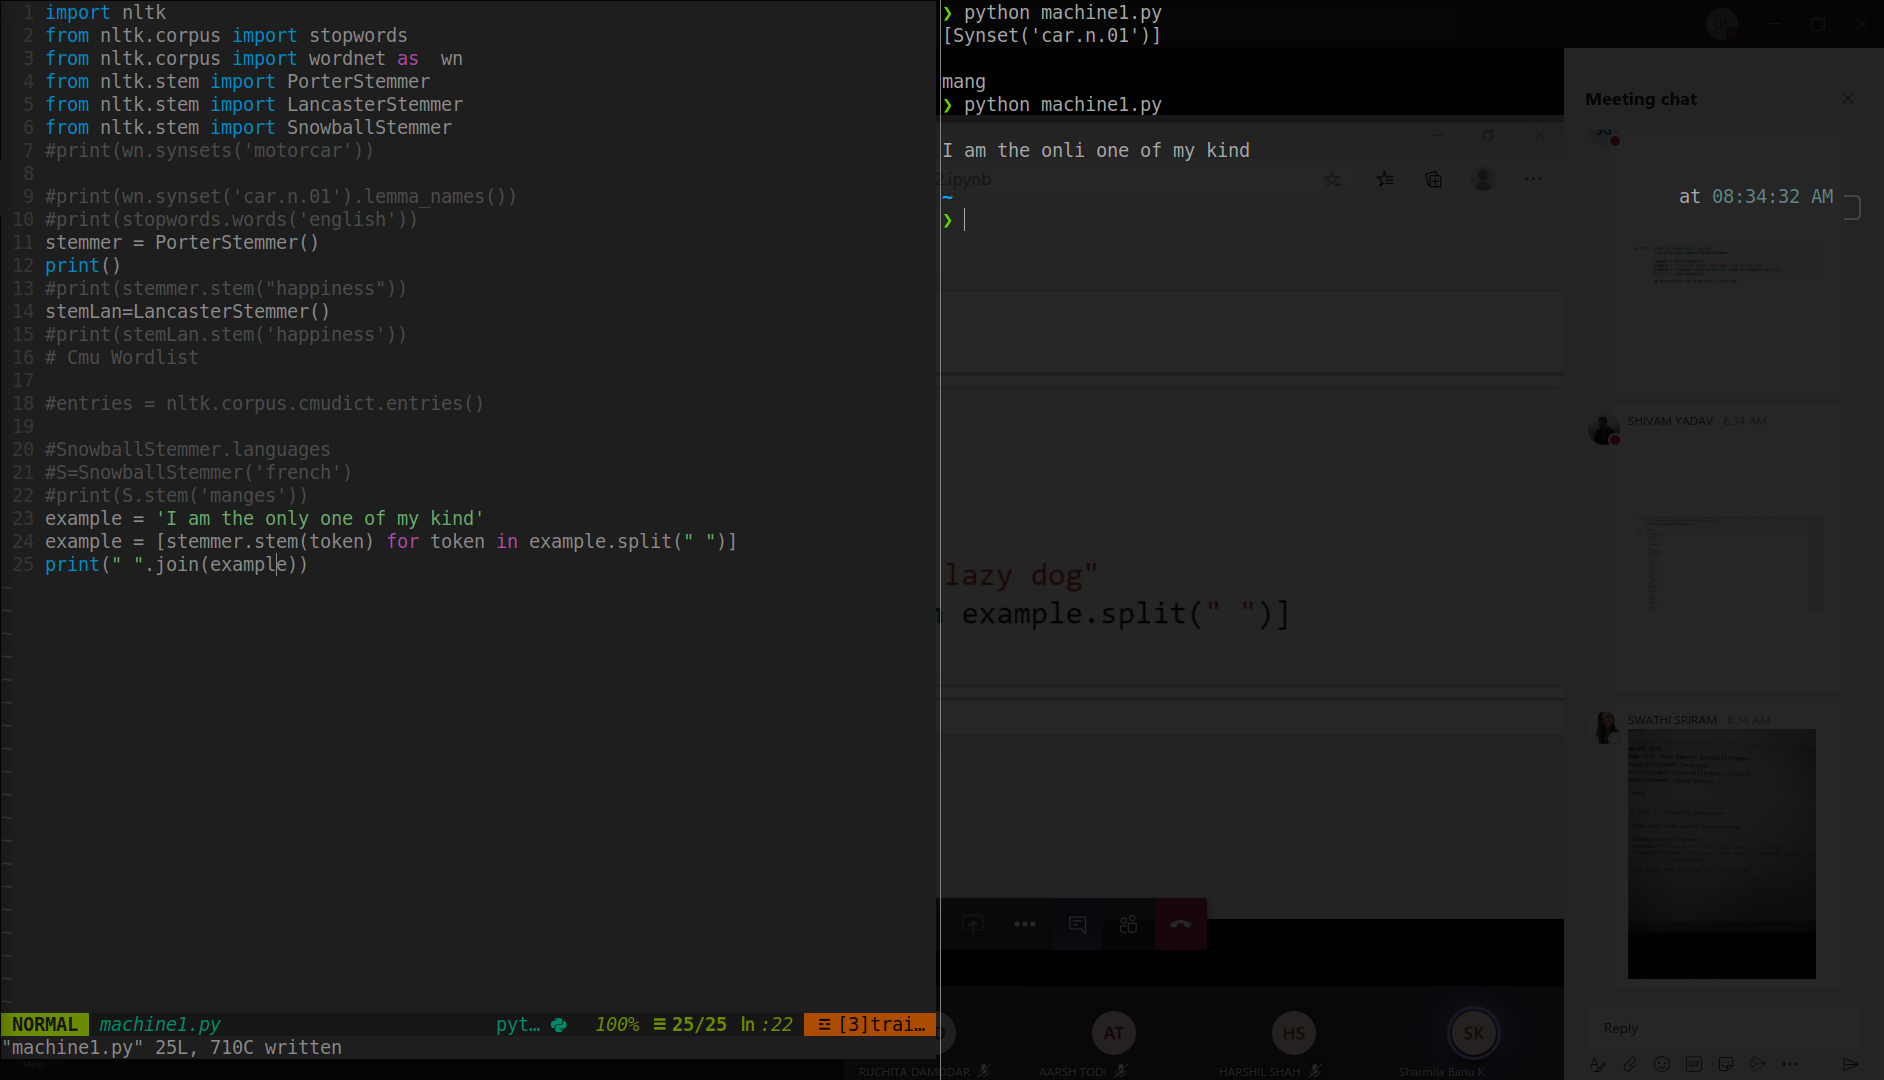 1 import nltk
2 from nltk.corpus import stopwords
3 from nltk.corpus import wordnet as  wn
4 from nltk.stem import PorterStemmer
5 from nltk.stem import LancasterStemmer
6 from nltk.stem import SnowballStemmer
7 #print(wn.synsets('motorcar'))
8
9 #print(wn.synset('car.n.01').lemma_names())
10 #print(stopwords.words('english'))
11 stemmer = PorterStemmer()
12 print()
13 #print(stemmer.stem("happiness"))
14 stemLan=LancasterStemmer()
15 #print(stemLan.stem('happiness'))
16 # Cmu Wordlist
17
18 #entries = nltk.corpus.cmudict.entries()
19
20 #SnowballStemmer.languages
21 #S=SnowballStemmer('french')
22 #print(S.stem('manges'))
23 example = 'I am the only one of my kind'
24 example = [stemmer.stem(token) for token in example.split(" ")]
25 print(" ".join(example))
NORMAL machine1.py pyt… 100% ☰ 25/25 ln :22 ☲ [3]trai…
"machine1.py" 25L, 710C written
Help
❯ python machine1.py
[Synset('car.n.01')]
mang
❯ python machine1.py
I am the onli one of my kind
~
❯
at 08:34:32 AM
2.ipynb
lazy dog"
example.split(" ")]
RUCHITA DAMODAR
AT
AARSH TODI
HS
HARSHIL SHAH
SK
Sharmila Banu K
Meeting chat
SG
SHIVAM YADAV 8:34 AM
SWATHI SRIRAM 8:34 AM
Reply
GIF